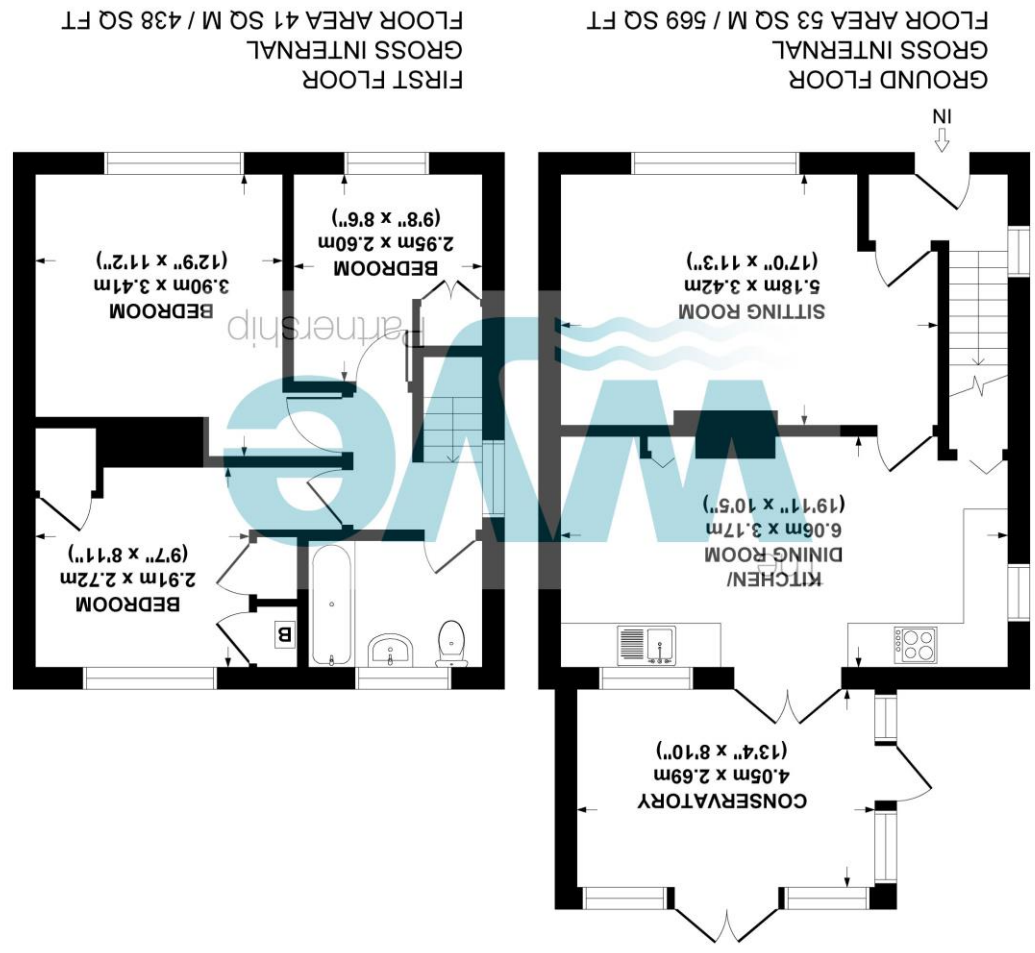 GROUND FLOOR
GROSS INTERNAL
FLOOR AREA 53 SQ M / 569 SQ FT
IN
SITTING ROOM
5.18m x 3.42m
(17'0" x 11'3")
KITCHEN/
DINING ROOM
6.06m x 3.17m
(19'11" x 10'5")
CONSERVATORY
4.05m x 2.69m
(13'4" x 8'10")
FIRST FLOOR
GROSS INTERNAL
FLOOR AREA 41 SQ M / 438 SQ FT
BEDROOM
2.95m x 2.60m
(9'8" x 8'6")
BEDROOM
3.90m x 3.41m
(12'9" x 11'2")
BEDROOM
2.91m x 2.72m
(9'7" x 8'11")
B
wye
Partnership